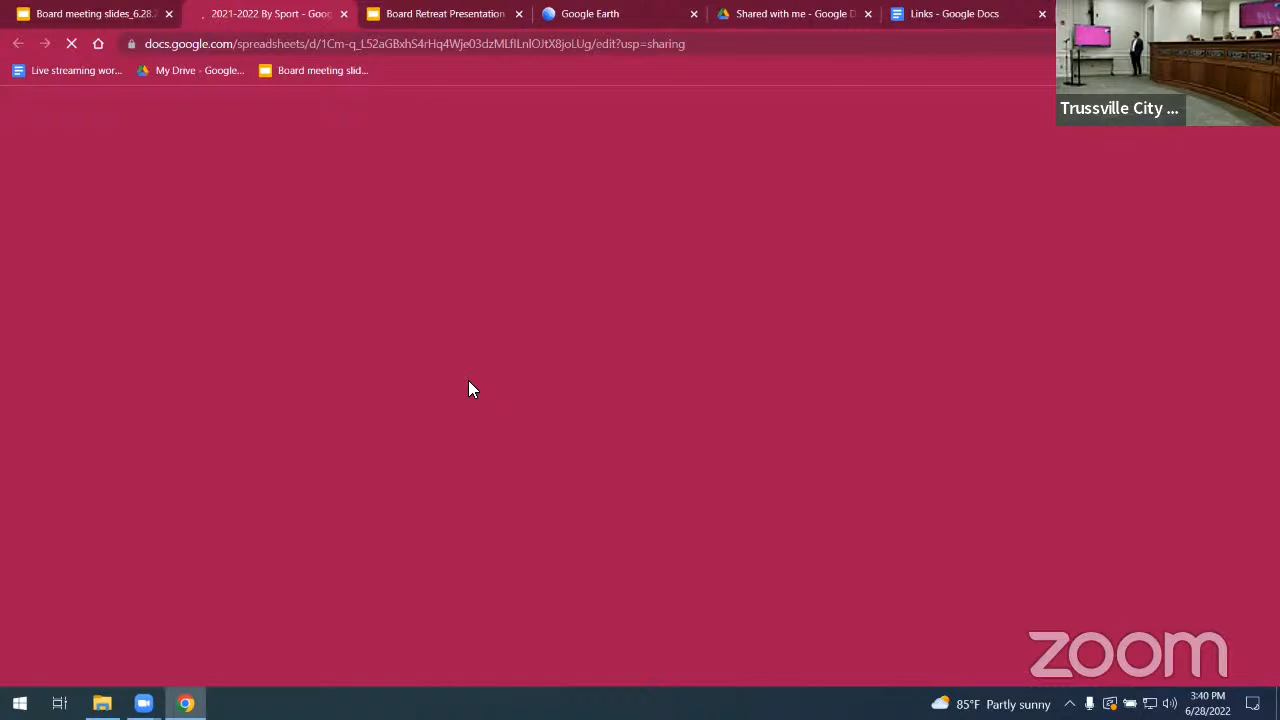 Board meeting slides_6.28.
2021-2022 By Sport - Goog
Board Retreat Presentation
Google Earth
Shared with me - Google D
Links - Google Docs
docs.google.com/spreadsheets/d/1Cm-q_L52aGBxhS4rHq4Wje03dzMLfILnIOJtX8joLUg/edit?usp=sharing
Live streaming wor...
My Drive - Google...
Board meeting slid...
Trussville City ...
zoom
85°F Partly sunny
3:40 PM
6/28/2022